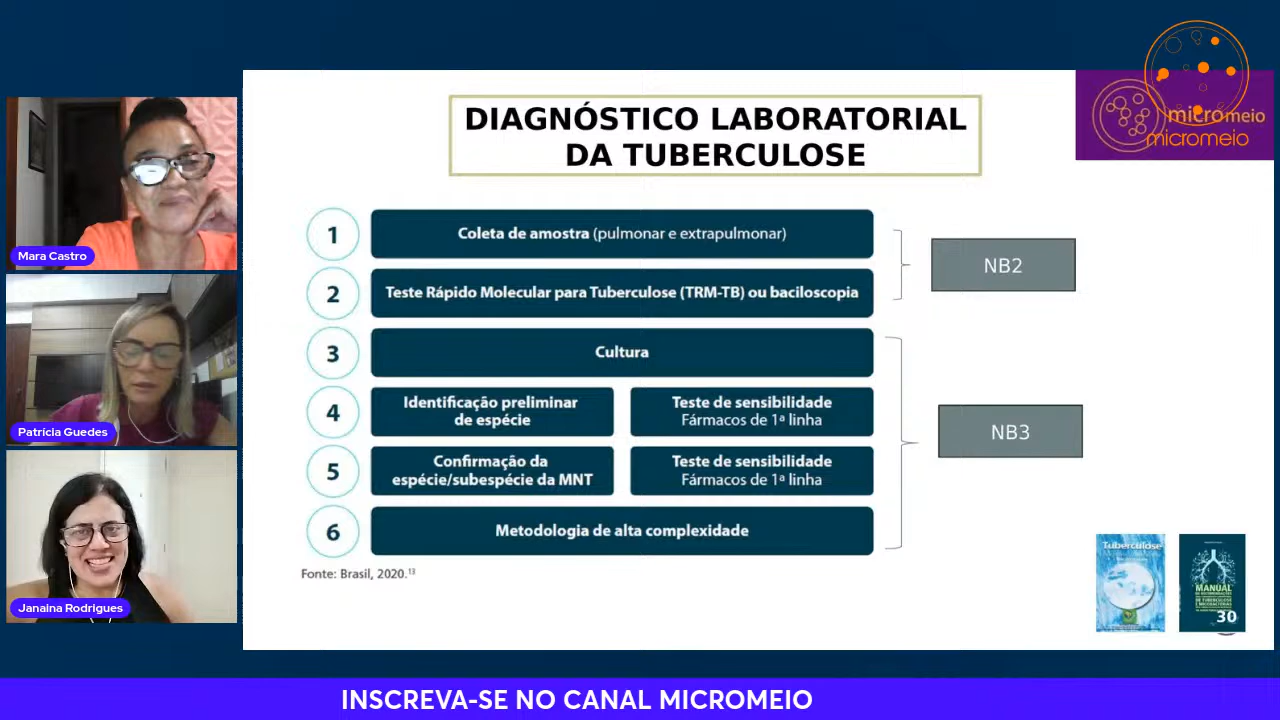 micromeio
micromeio
DIAGNÓSTICO LABORATORIAL
DA TUBERCULOSE
1
Coleta de amostra (pulmonar e extrapulmonar)
2
Teste Rápido Molecular para Tuberculose (TRM-TB) ou baciloscopia
NB2
3
Cultura
4
Identificação preliminar
de espécie
Teste de sensibilidade
Fármacos de 1ª linha
5
Confirmação da
espécie/subespécie da MNT
Teste de sensibilidade
Fármacos de 1ª linha
6
Metodologia de alta complexidade
NB3
Fonte: Brasil, 2020.¹³
Tuberculose
MANUAL
30
Mara Castro
Patrícia Guedes
Janaina Rodrigues
INSCREVA-SE NO CANAL MICROMEIO